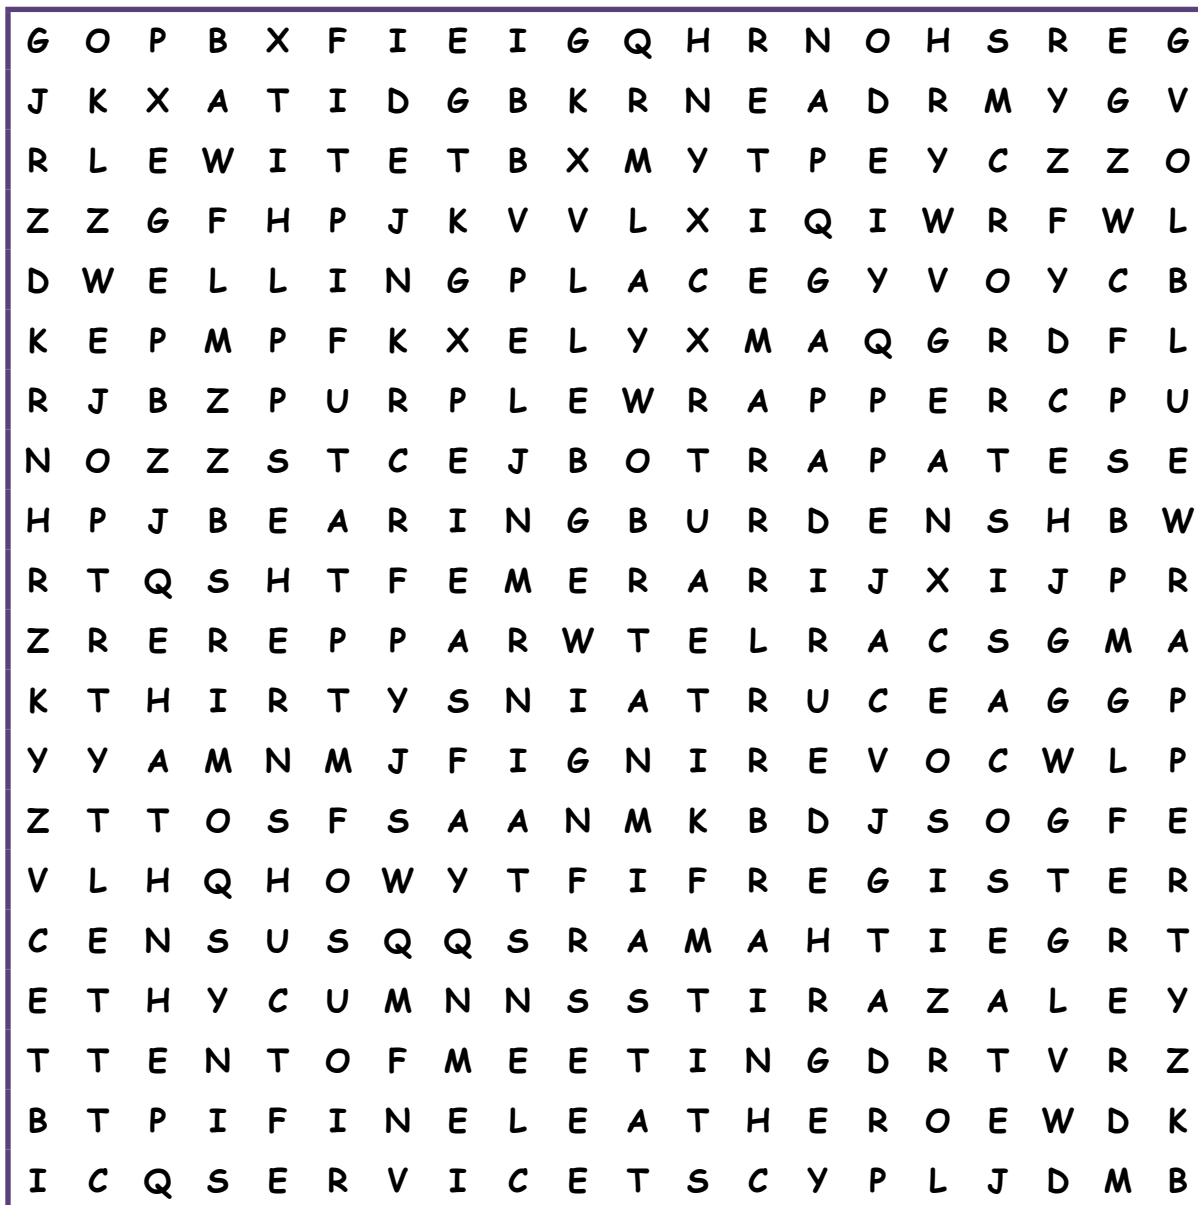 G O P B X F I E I G Q H R N O H S R E G
J K X A T I D G B K R N E A D R M Y G V
R L E W I T E T B X M Y T P E Y C Z Z O
Z Z G F H P J K V V L X I Q I W R F W L
D W E L L I N G P L A C E G Y V O Y C B
K E P M P F K X E L Y X M A Q G R D F L
R J B Z P U R P L E W R A P P E R C P U
N O Z Z S T C E J B O T R A P A T E S E
H P J B E A R I N G B U R D E N S H B W
R T Q S H T F E M E R A R I J X I J P R
Z R E R E P P A R W T E L R A C S G M A
K T H I R T Y S N I A T R U C E A G G P
Y Y A M N M J F I G N I R E V O C W L P
Z T T O S F S A A N M K B D J S O G F E
V L H Q H O W Y T F I F R E G I S T E R
C E N S U S Q Q S R A M A H T I E G R T
E T H Y C U M N N S S T I R A Z A L E Y
T T E N T O F M E E T I N G D R T V R Z
B T P I F I N E L E A T H E R O E W D K
I C Q S E R V I C E T S C Y P L J D M B